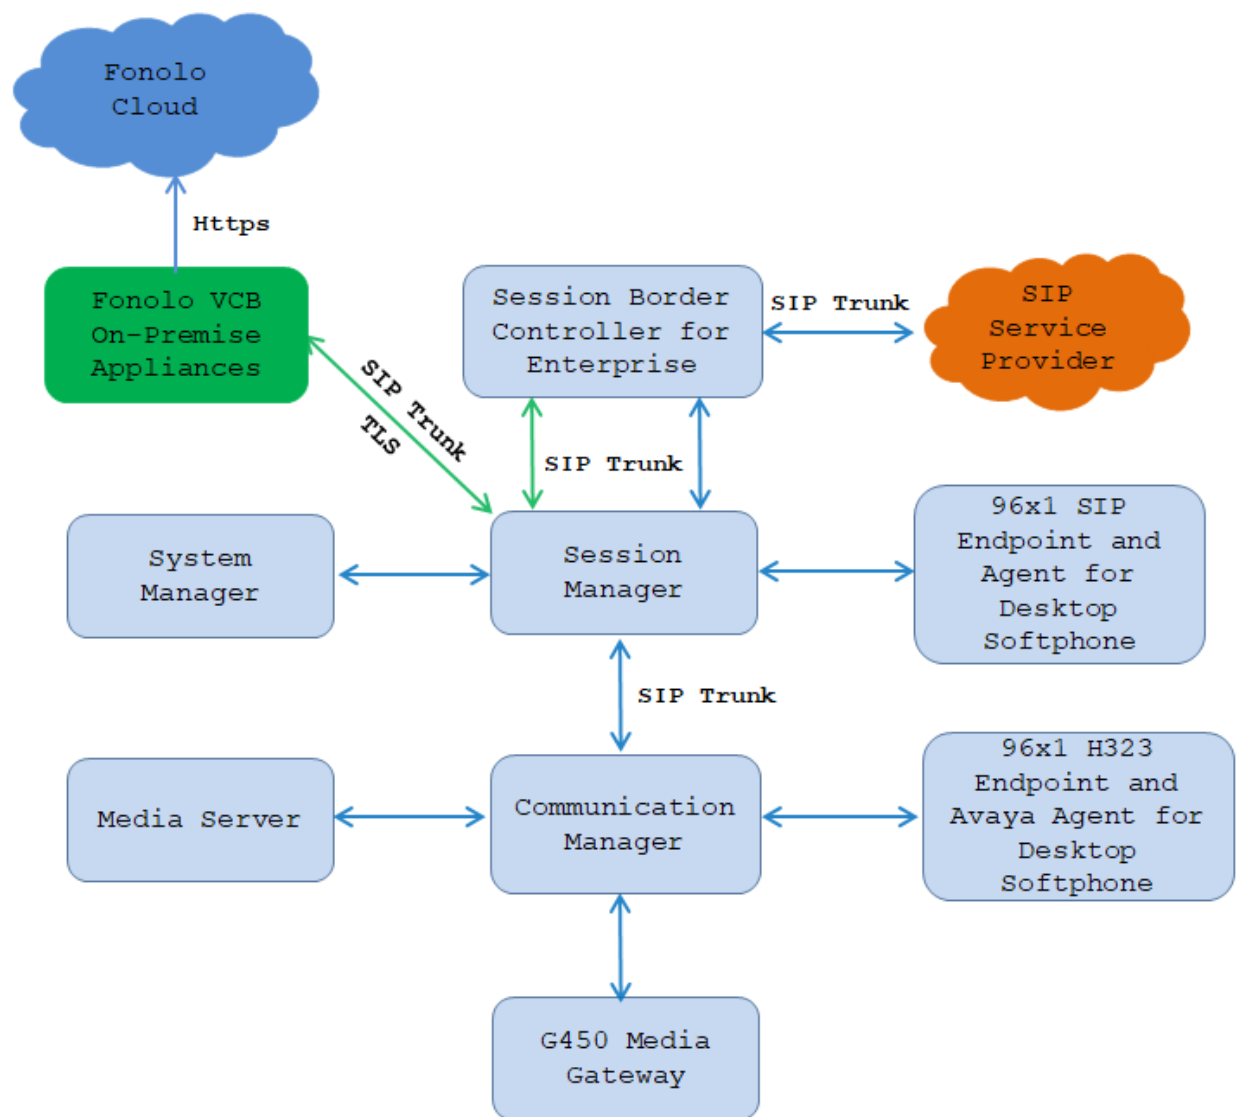 Fonolo
Cloud
Https
Fonolo VCB
On-Premise
Appliances
Session Border
Controller for
Enterprise
SIP Trunk
SIP
Service
Provider
SIP Trunk
TLS
SIP Trunk
System
Manager
Session
Manager
96x1 SIP
Endpoint and
Agent for
Desktop
Softphone
SIP Trunk
Media Server
Communication
Manager
96x1 H323
Endpoint and
Avaya Agent for
Desktop
Softphone
G450 Media
Gateway